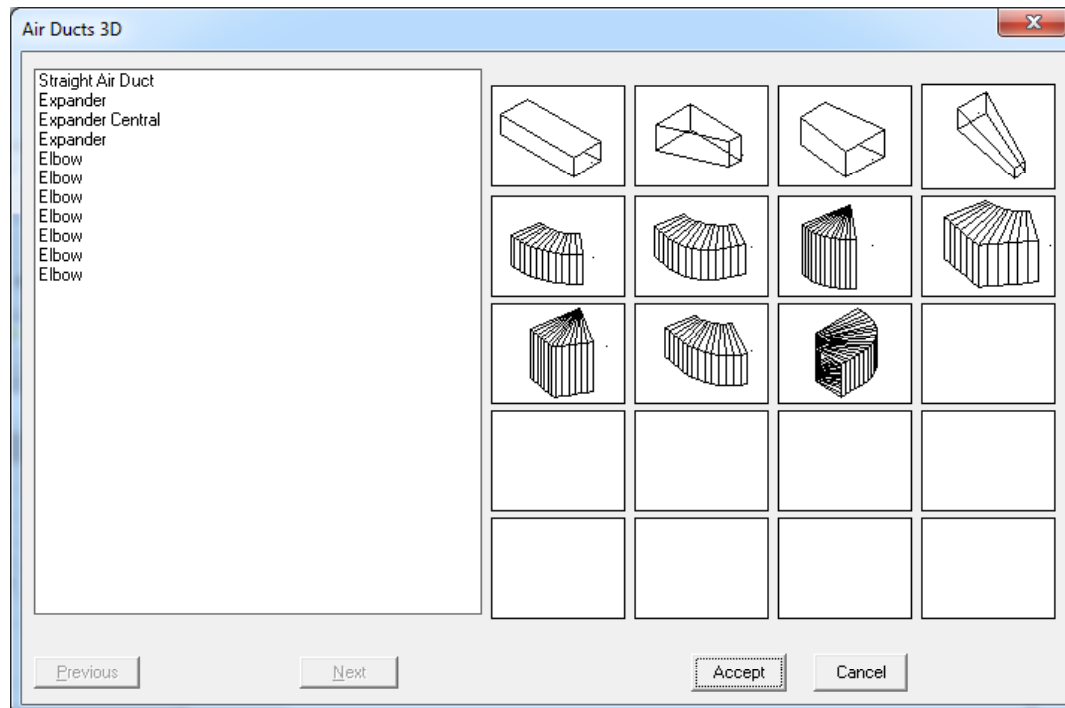 Air Ducts 3D
Straight Air Duct
Expander
Expander Central
Expander
Elbow
Elbow
Elbow
Elbow
Elbow
Elbow
Elbow
Previous
Next
Accept
Cancel